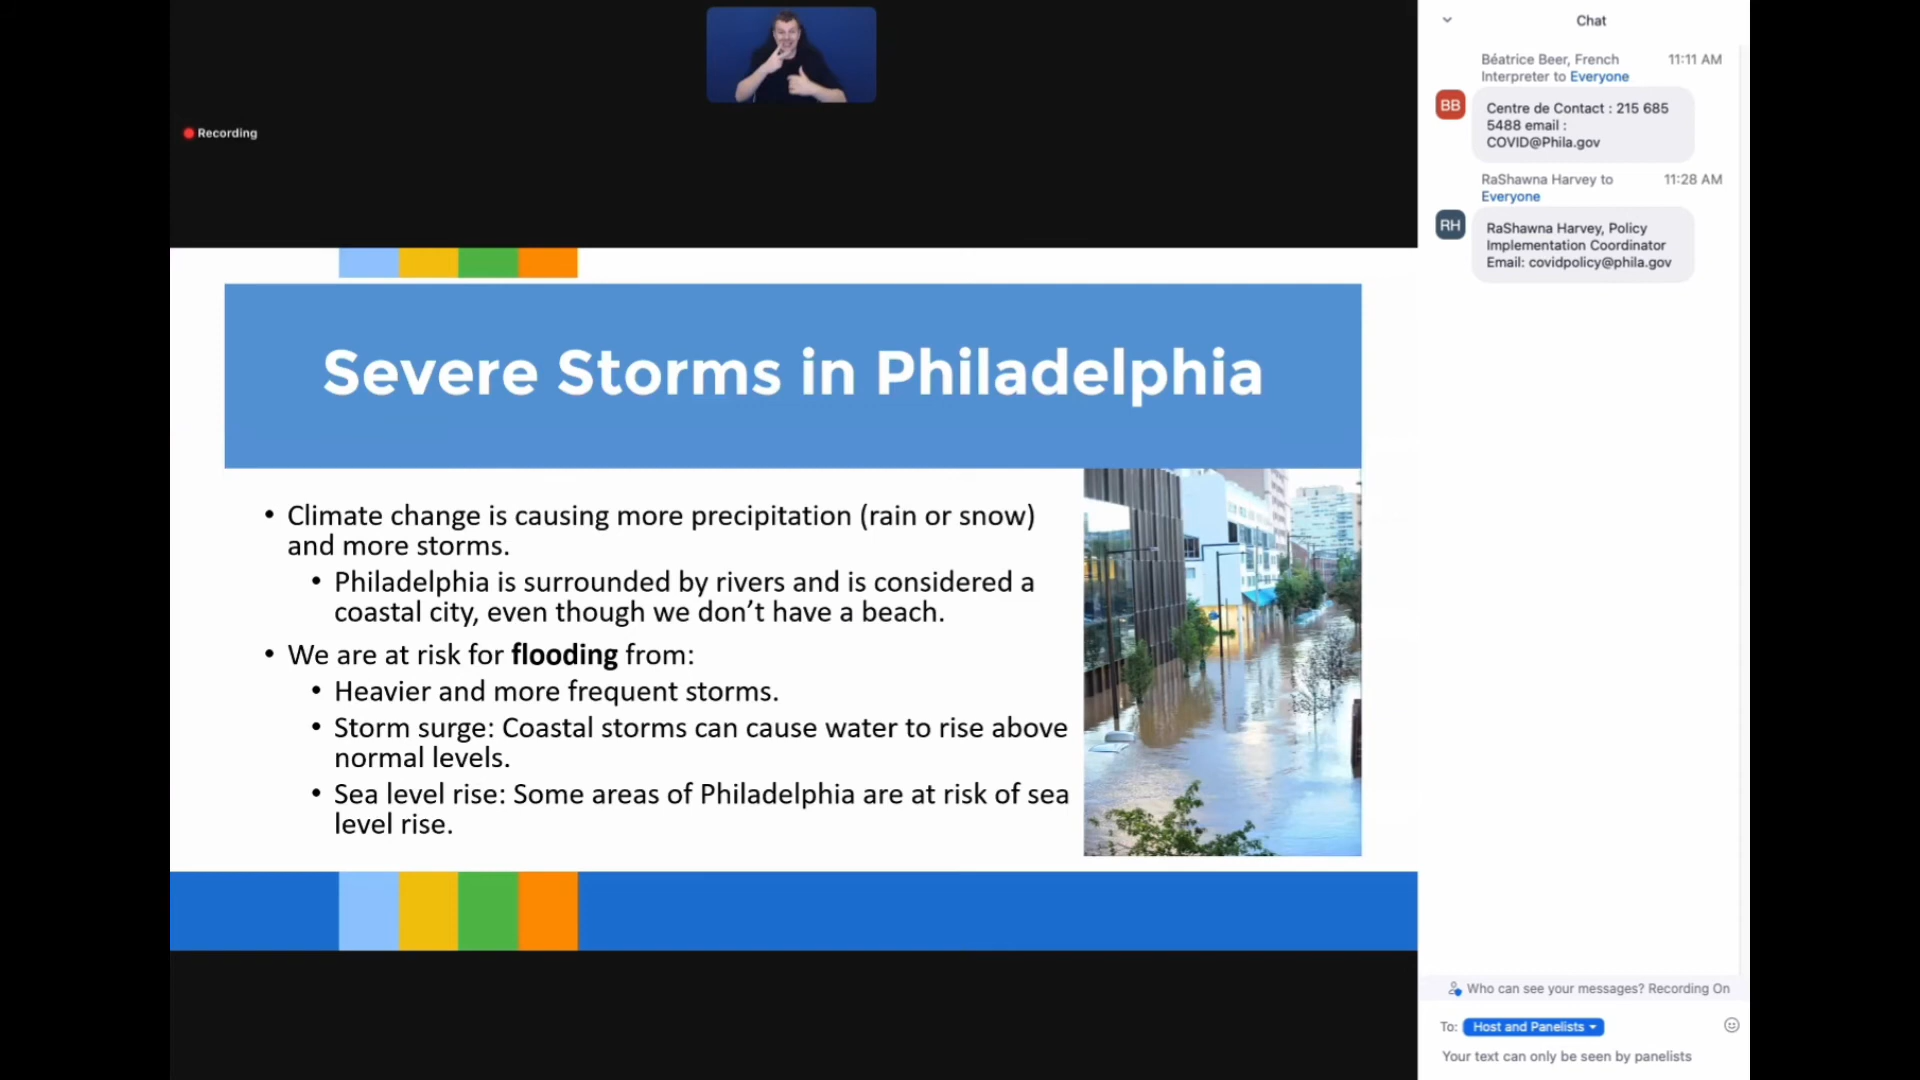 Recording
Severe Storms in Philadelphia
• Climate change is causing more precipitation (rain or snow)
and more storms.
• Philadelphia is surrounded by rivers and is considered a
coastal city, even though we don’t have a beach.
• We are at risk for flooding from:
• Heavier and more frequent storms.
• Storm surge: Coastal storms can cause water to rise above
normal levels.
• Sea level rise: Some areas of Philadelphia are at risk of sea
level rise.
Chat
Béatrice Beer, French 11:11 AM
Interpreter to Everyone
BB
Centre de Contact : 215 685
5488 email :
COVID@Phila.gov
RaShawna Harvey to 11:28 AM
Everyone
RH
RaShawna Harvey, Policy
Implementation Coordinator
Email: covidpolicy@phila.gov
Who can see your messages? Recording On
To: Host and Panelists
Your text can only be seen by panelists